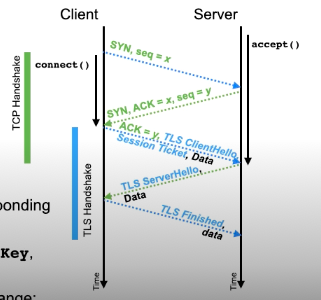 Client
Server
SYN, seq = x
accept()
connect()
TCP Handshake
SYN, ACK = x, seq = y
ACK = y, TLS ClientHello,
Session Ticket, Data
TLS ServerHello,
Data
TLS Handshake
ponding
TLS Finished,
data
Key,
Time
Time
ange: